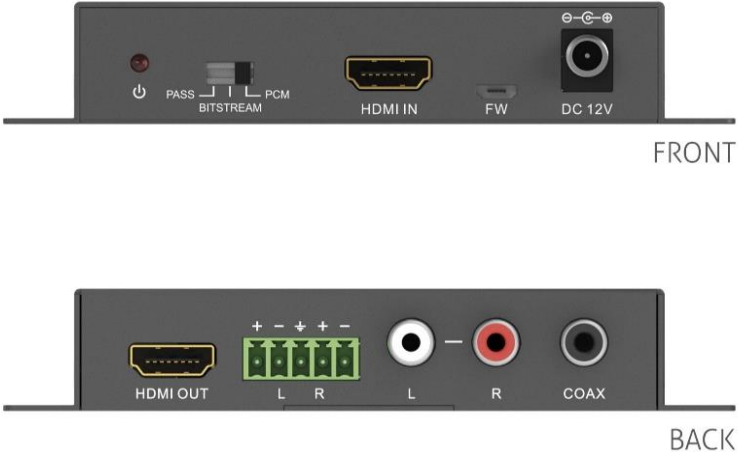 PASS BITSTREAM PCM
HDMI IN
FW
DC 12V
FRONT
+ − ⏚ + −
HDMI OUT
L R
L − R
COAX
BACK